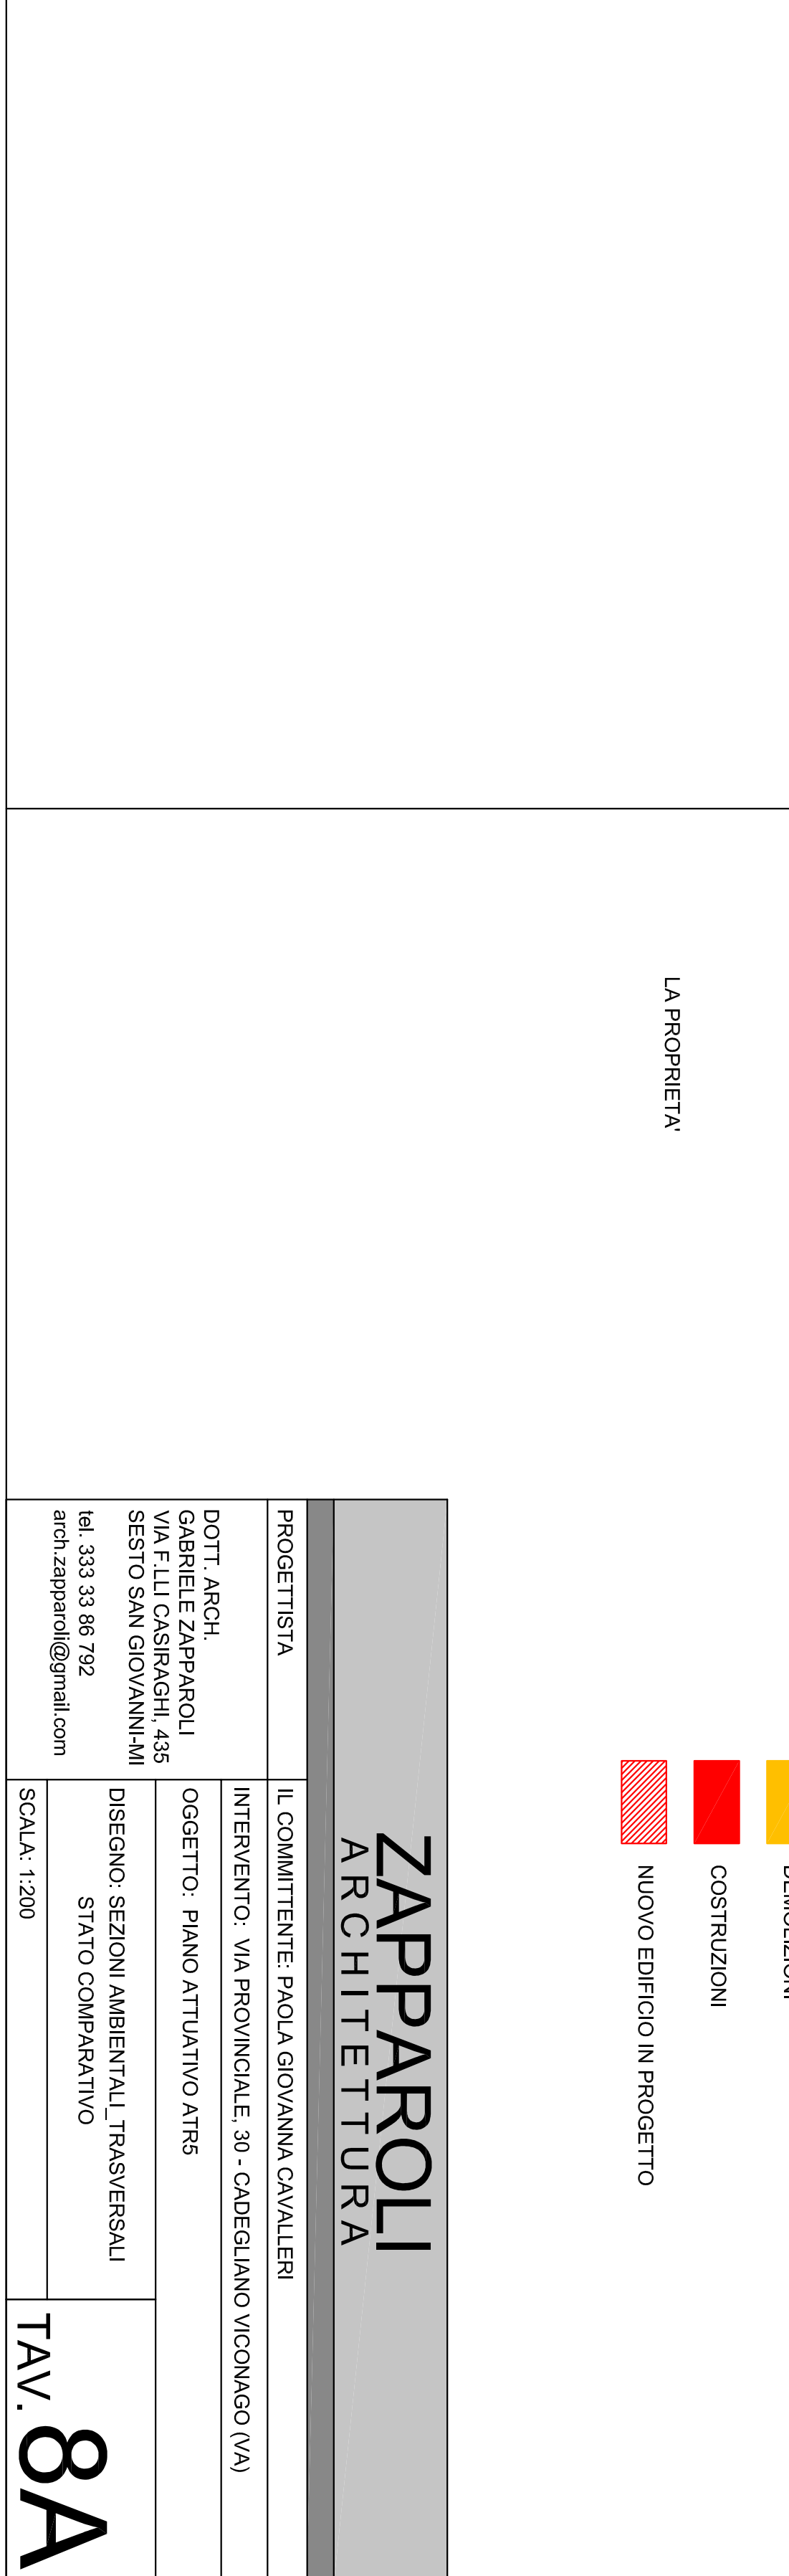 LA PROPRIETA'
DEMOLIZIONI
COSTRUZIONI
NUOVO EDIFICIO IN PROGETTO
ZAPPAROLI
ARCHITETTURA
PROGETTISTA
DOTT. ARCH.
GABRIELE ZAPPAROLI
VIA F.LLI CASIRAGHI, 435
SESTO SAN GIOVANNI-MI
tel. 333 33 86 792
arch.zapparoli@gmail.com
IL COMMITTENTE: PAOLA GIOVANNA CAVALLERI
INTERVENTO: VIA PROVINCIALE, 30 - CADEGLIANO VICONAGO (VA)
OGGETTO: PIANO ATTUATIVO ATR5
DISEGNO: SEZIONI AMBIENTALI_TRASVERSALI
STATO COMPARATIVO
SCALA: 1:200
TAV. 8A